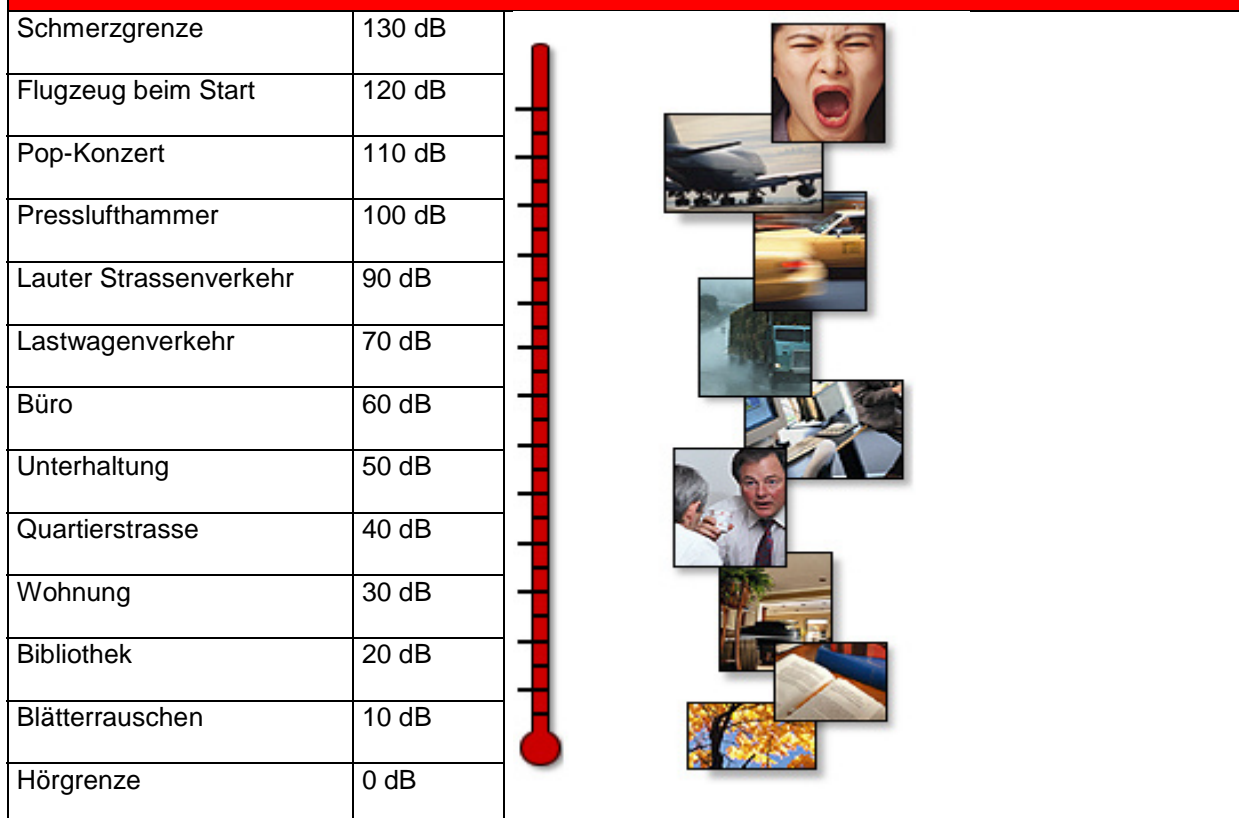 Schmerzgrenze 130 dB
Flugzeug beim Start 120 dB
Pop-Konzert 110 dB
Presslufthammer 100 dB
Lauter Strassenverkehr 90 dB
Lastwagenverkehr 70 dB
Büro 60 dB
Unterhaltung 50 dB
Quartierstrasse 40 dB
Wohnung 30 dB
Bibliothek 20 dB
Blätterrauschen 10 dB
Hörgrenze 0 dB